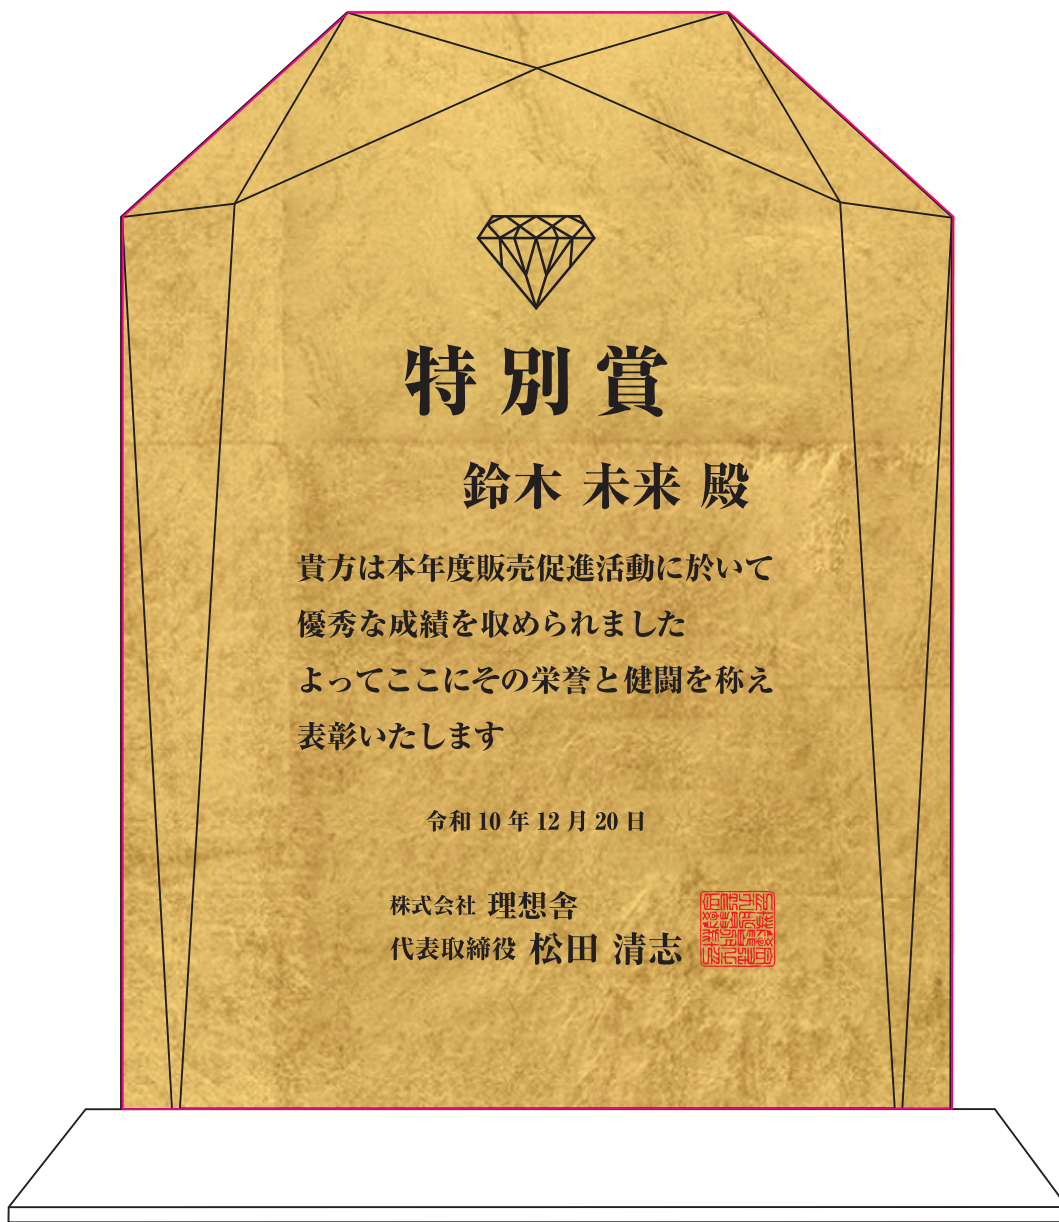 特別賞
鈴木 未来 殿
貴方は本年度販売促進活動に於いて
優秀な成績を収められました
よってここにその栄誉と健闘を称え
表彰いたします
令和 10 年 12 月 20 日
株式会社 理想舎
代表取締役 松田 清志